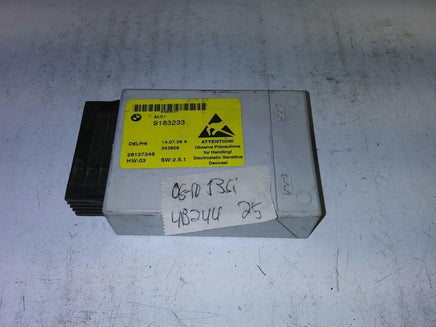 AL01
9183233
DELPHI 14.07.08 A
543858
28137346
HW:03 SW:2.5.1
ATTENTION!
Observe Precautions
for Handling!
Electrostatic Sensitive
Devices!
06-10 535i
4B244 25